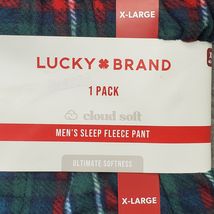 X-LARGE
LUCKY BRAND
1 PACK
cloud soft
MEN'S SLEEP FLEECE PANT
ULTIMATE SOFTNESS
X-LARGE